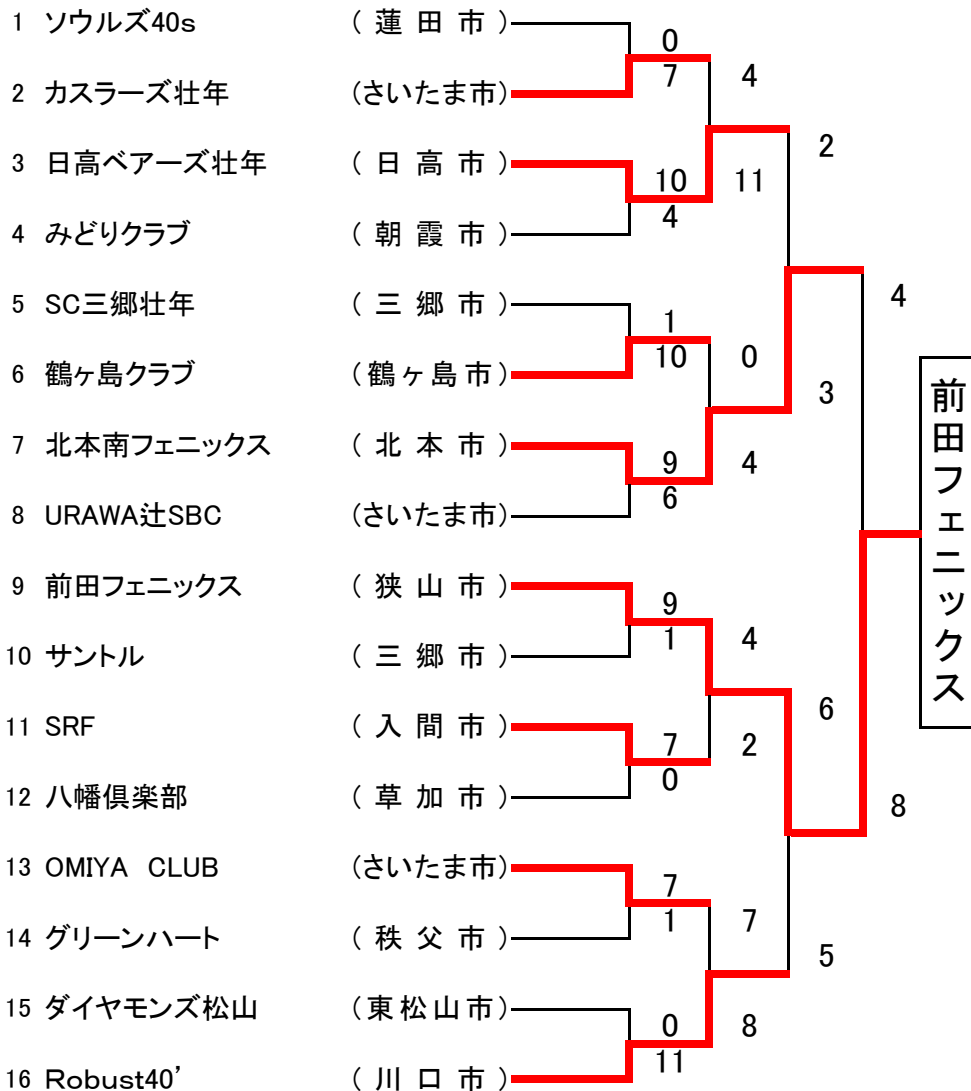 1 ソウルズ40s (蓮田市)
0
7
4
2 カスラーズ壮年 (さいたま市)
2
3 日高ベアーズ壮年 (日高市)
10
4
11
4 みどりクラブ (朝霞市)
5 SC三郷壮年 (三郷市)
1
10
4
0
6 鶴ヶ島クラブ (鶴ヶ島市)
3
7 北本南フェニックス (北本市)
9
6
4
8 URAWA辻SBC (さいたま市)
前田フェニックス
9 前田フェニックス (狭山市)
9
1
4
10 サントル (三郷市)
6
11 SRF (入間市)
7
0
2
12 八幡倶楽部 (草加市)
8
13 OMIYA CLUB (さいたま市)
7
1
7
14 グリーンハート (秩父市)
5
15 ダイヤモンズ松山 (東松山市)
0
11
8
16 Robust40' (川口市)